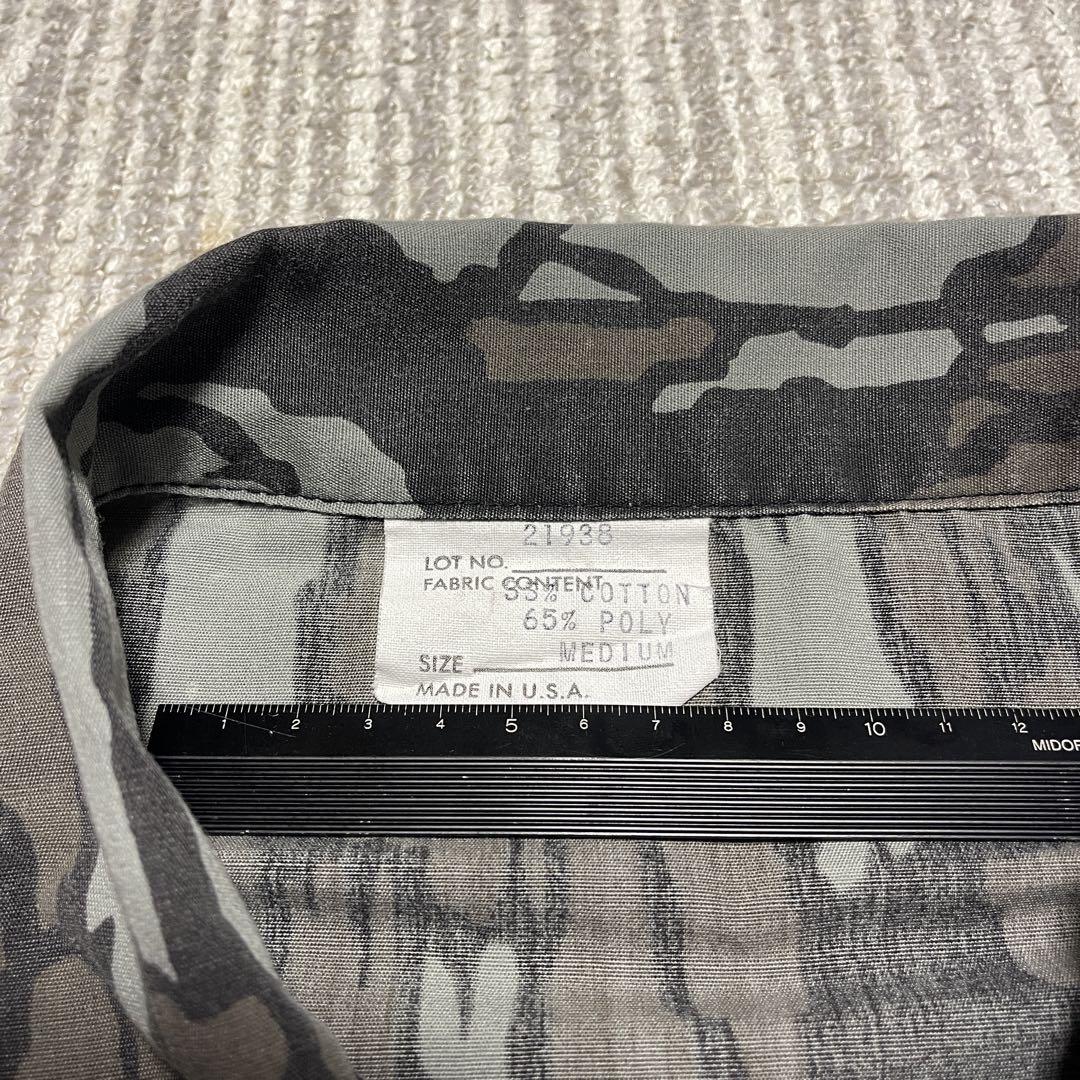 21938
LOT NO.
FABRIC CONTENT
35% COTTON
65% POLY
SIZE MEDIUM
MADE IN U.S.A.
1 2 3 4 5 6 7 8 9 10 11 12